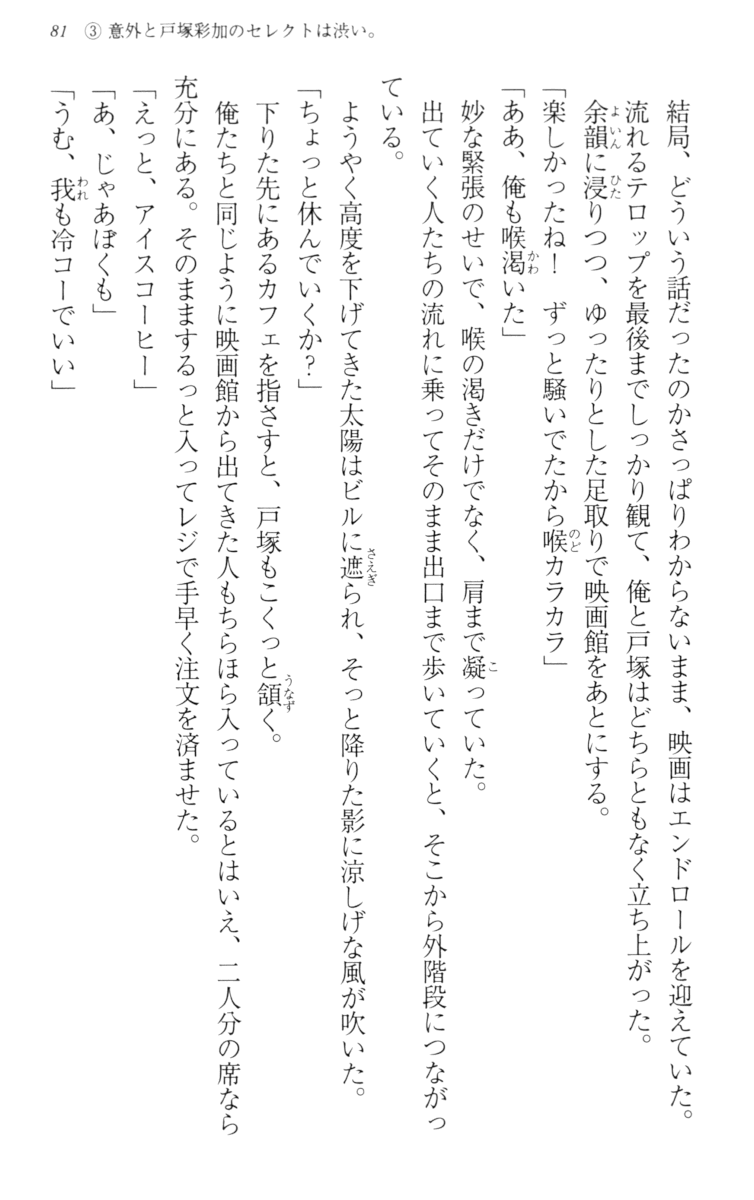 81 ③ 意外と戸塚彩加のセレクトは渋い。
　結局、どういう話だったのかさっぱりわからないまま、映画はエンドロールを迎えていた。
流れるテロップを最後までしっかり観て、俺と戸塚はどちらともなく立ち上がった。
　余韻に浸りつつ、ゆったりとした足取りで映画館をあとにする。
「楽しかったね！　ずっと騒いでたから喉カラカラ」
「ああ、俺も喉渇いた」
　妙な緊張のせいで、喉の渇きだけでなく、肩まで凝っていた。
　出ていく人たちの流れに乗ってそのまま出口まで歩いていくと、そこから外階段につながっ
ている。
　ようやく高度を下げてきた太陽はビルに遮られ、そっと降りた影に涼しげな風が吹いた。
「ちょっと休んでいくか？」
　下りた先にあるカフェを指さすと、戸塚もこくっと頷く。
　俺たちと同じように映画館から出てきた人もちらほら入っているとはいえ、二人分の席なら
充分にある。そのままするっと入ってレジで手早く注文を済ませた。
「えっと、アイスコーヒー」
「あ、じゃあぼくも」
「うむ、我も冷コーでいい」